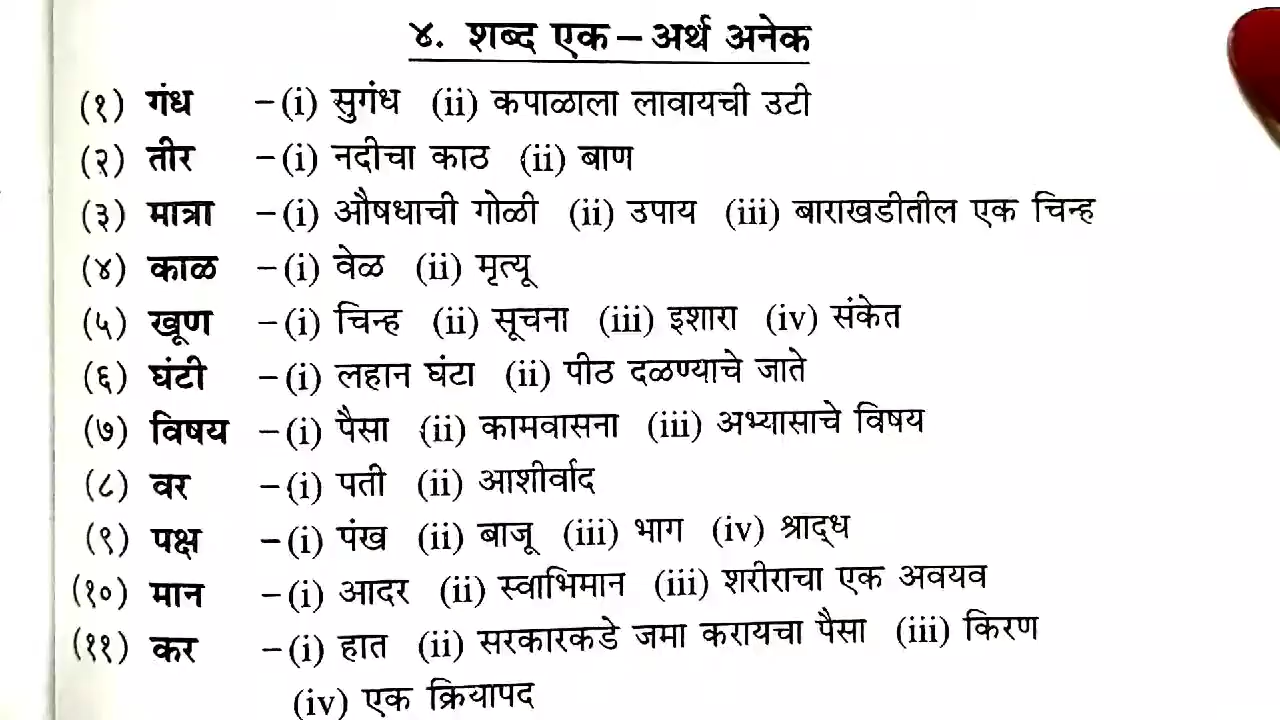 ४. शब्द एक – अर्थ अनेक
(१) गंध – (i) सुगंध (ii) कपाळाला लावायची उटी
(२) तीर – (i) नदीचा काठ (ii) बाण
(३) मात्रा – (i) औषधाची गोळी (ii) उपाय (iii) बाराखडीतील एक चिन्ह
(४) काळ – (i) वेळ (ii) मृत्यू
(५) खूण – (i) चिन्ह (ii) सूचना (iii) इशारा (iv) संकेत
(६) घंटी – (i) लहान घंटा (ii) पीठ दळण्याचे जाते
(७) विषय – (i) पैसा (ii) कामवासना (iii) अभ्यासाचे विषय
(८) वर – (i) पती (ii) आशीर्वाद
(९) पक्ष – (i) पंख (ii) बाजू (iii) भाग (iv) श्राद्ध
(१०) मान – (i) आदर (ii) स्वाभिमान (iii) शरीराचा एक अवयव
(११) कर – (i) हात (ii) सरकारकडे जमा करायचा पैसा (iii) किरण
(iv) एक क्रियापद